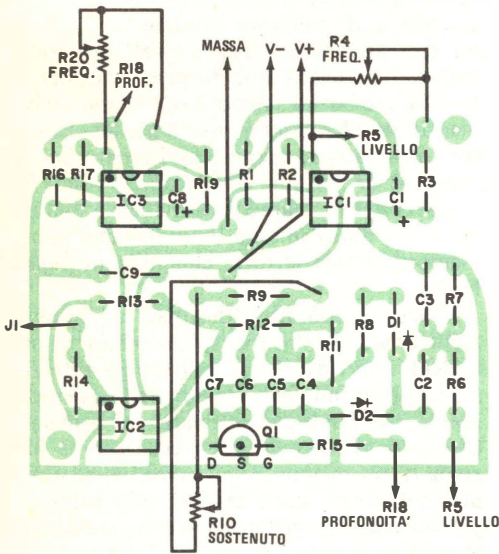 R20
FREQ.
R18
PROF.
MASSA V- V+
R4
FREQ.
R5
LIVELLO
R16 R17 IC3 C8 + R19 R1 R2 IC1 C1 + R3
C9
R13
R9
R12
J1
R14
R11 R8 D1 C3 R7
C7 C6 C5 C4 C2 R6
D2
IC2
Q1
D S G
R15
R10
SOSTENUTO
R18
PROFONDITA'
R5
LIVELLO